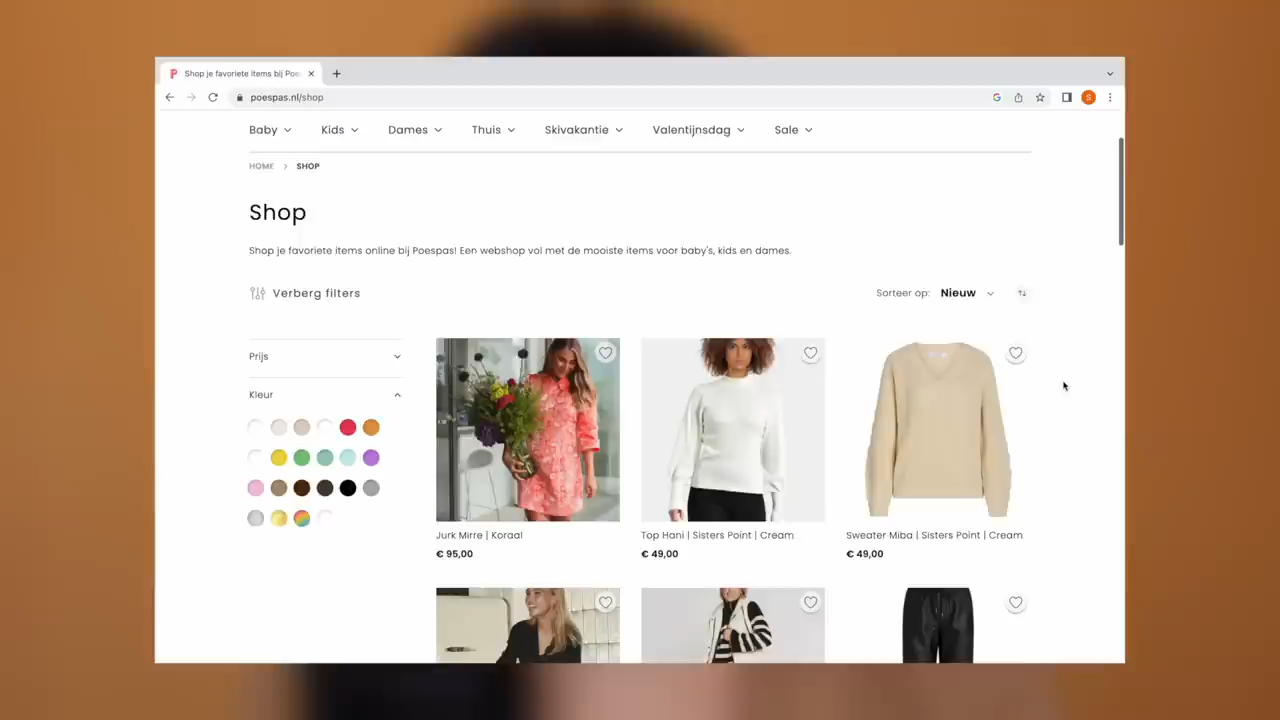 Shop je favoriete items bij Poe
poespas.nl/shop
S
Baby
Kids
Dames
Thuis
Skivakantie
Valentijnsdag
Sale
HOME > SHOP
Shop
Shop je favoriete items online bij Poespas! Een webshop vol met de mooiste items voor baby's, kids en dames.
Verberg filters
Sorteer op: Nieuw
Prijs
Kleur
Jurk Mirre | Koraal
€ 95,00
Top Hani | Sisters Point | Cream
€ 49,00
Sweater Miba | Sisters Point | Cream
€ 49,00